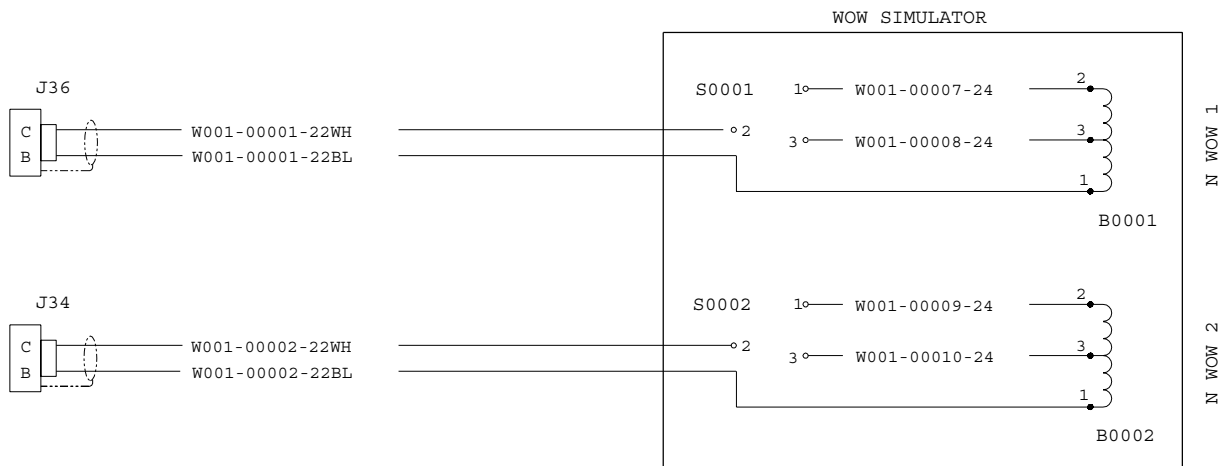 WOW SIMULATOR
J36
C
B
W001-00001-22WH
W001-00001-22BL
S0001
1
2
3
W001-00007-24
W001-00008-24
2
3
1
B0001
N WOW 1
J34
C
B
W001-00002-22WH
W001-00002-22BL
S0002
1
2
3
W001-00009-24
W001-00010-24
2
3
1
B0002
N WOW 2